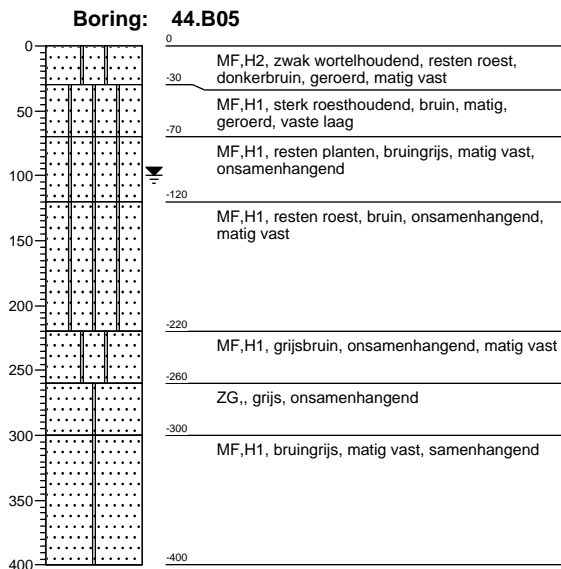 Boring: 44.B05
0
0
MF,H2, zwak wortelhoudend, resten roest,
donkerbruin, geroerd, matig vast
-30
MF,H1, sterk roesthoudend, bruin, matig,
geroerd, vaste laag
50
-70
MF,H1, resten planten, bruingrijs, matig vast,
onsamenhangend
100
-120
MF,H1, resten roest, bruin, onsamenhangend,
matig vast
150
200
-220
MF,H1, grijsbruin, onsamenhangend, matig vast
250
-260
ZG,, grijs, onsamenhangend
300
-300
MF,H1, bruingrijs, matig vast, samenhangend
350
400
-400